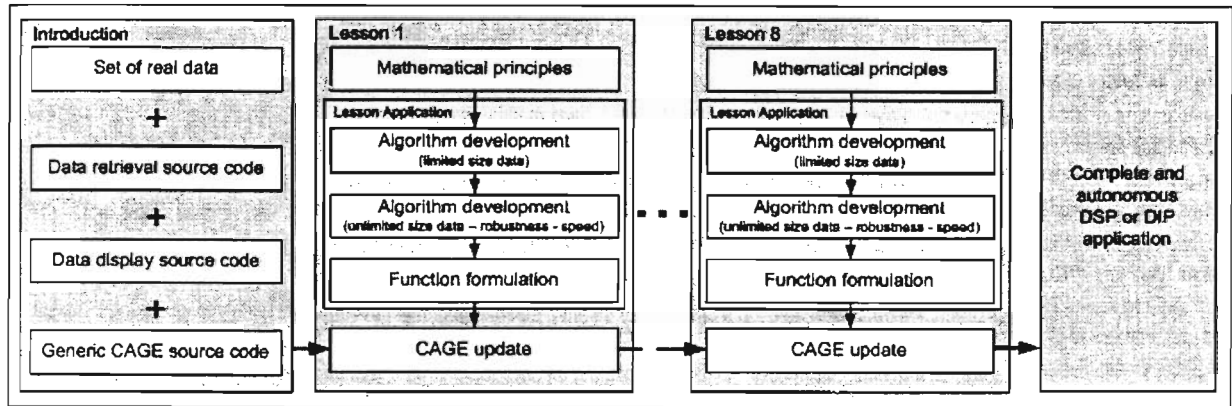 Introduction
Set of real data
+
Data retrieval source code
+
Data display source code
+
Generic CAGE source code
Lesson 1
Mathematical principles
Lesson Application
Algorithm development
(limited size data)
Algorithm development
(unlimited size data – robustness - speed)
Function formulation
CAGE update
Lesson 8
Mathematical principles
Lesson Application
Algorithm development
(limited size data)
Algorithm development
(unlimited size data – robustness - speed)
Function formulation
CAGE update
Complete and
autonomous
DSP or DIP
application